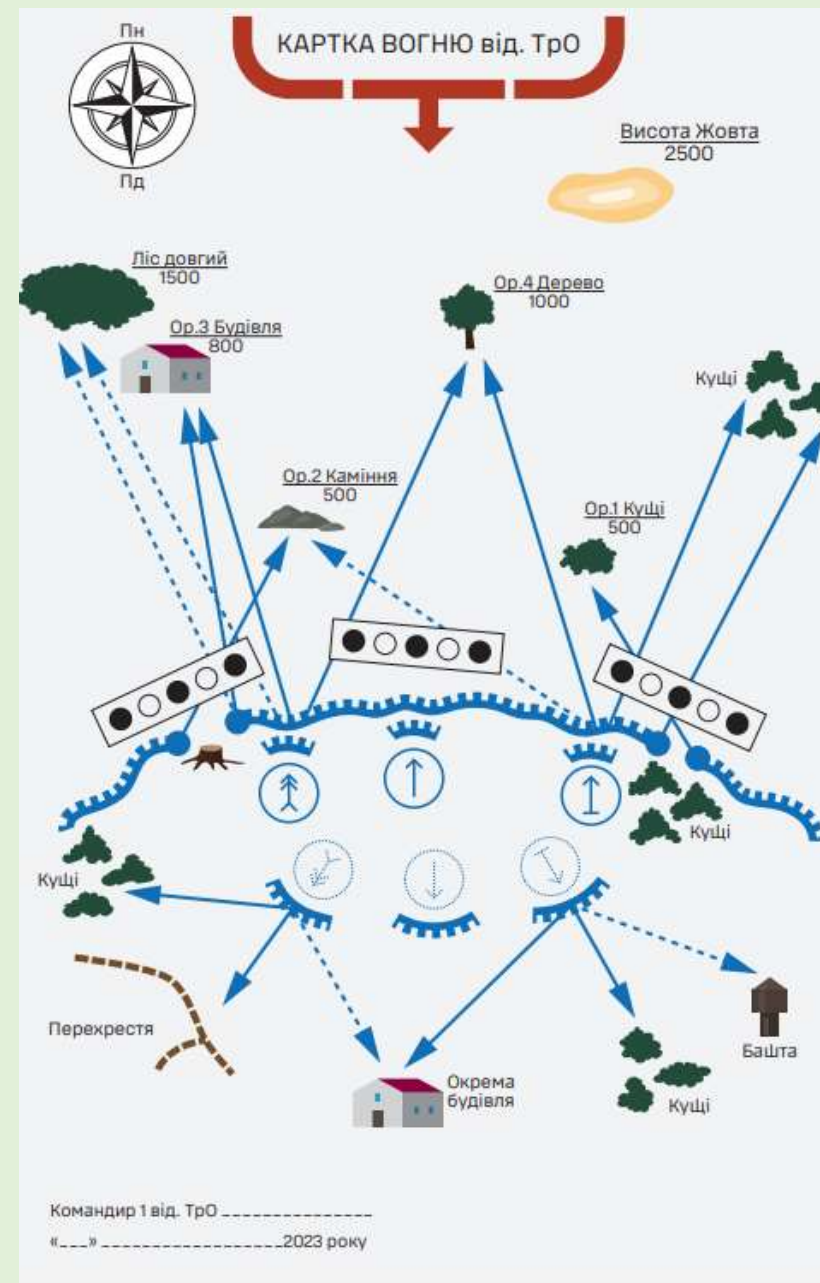 Пн
КАРТКА ВОГНЮ від. ТрО
Пд
Висота Жовта
2500
Ліс довгий
1500
Ор.3 Будівля
800
Ор.4 Дерево
1000
Кущі
Ор.2 Каміння
500
Ор.1 Кущі
500
Кущі
Кущі
Перехрестя
Башта
Окрема
будівля
Кущі
Командир 1 від. ТрО _______________
«___» __________________2023 року